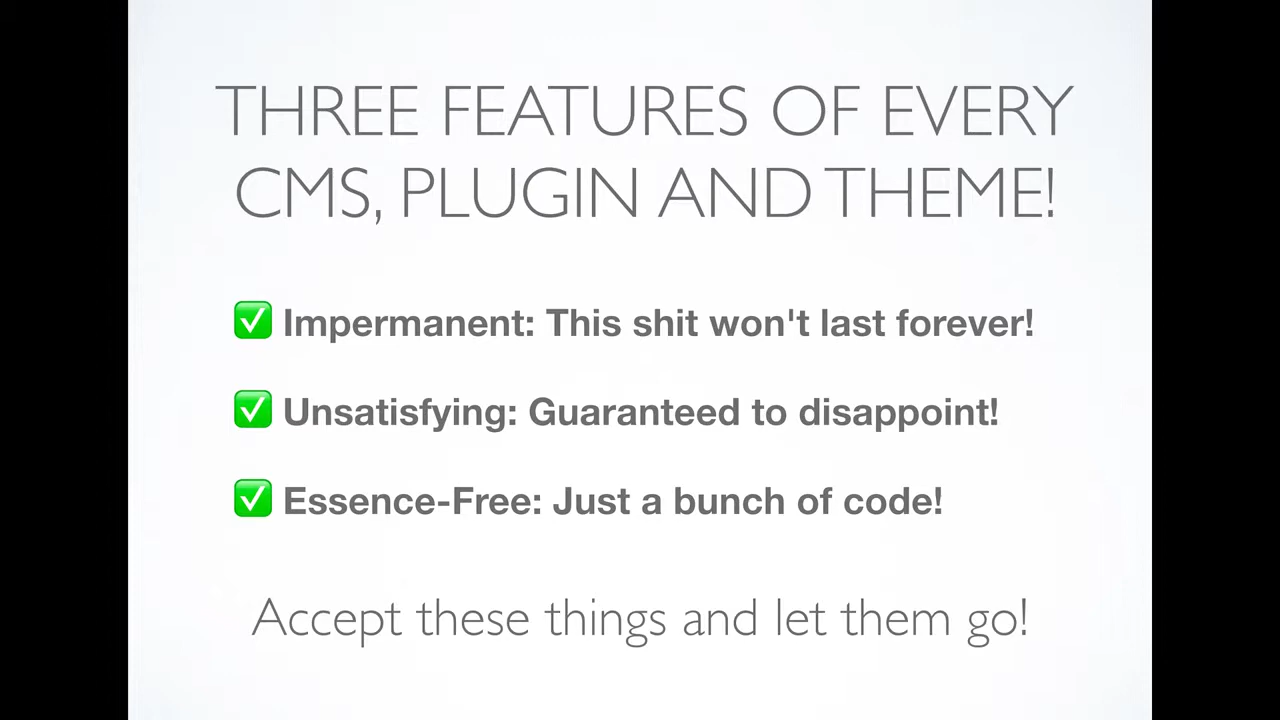 THREE FEATURES OF EVERY
CMS, PLUGIN AND THEME!
✅ Impermanent: This shit won't last forever!
✅ Unsatisfying: Guaranteed to disappoint!
✅ Essence-Free: Just a bunch of code!
Accept these things and let them go!